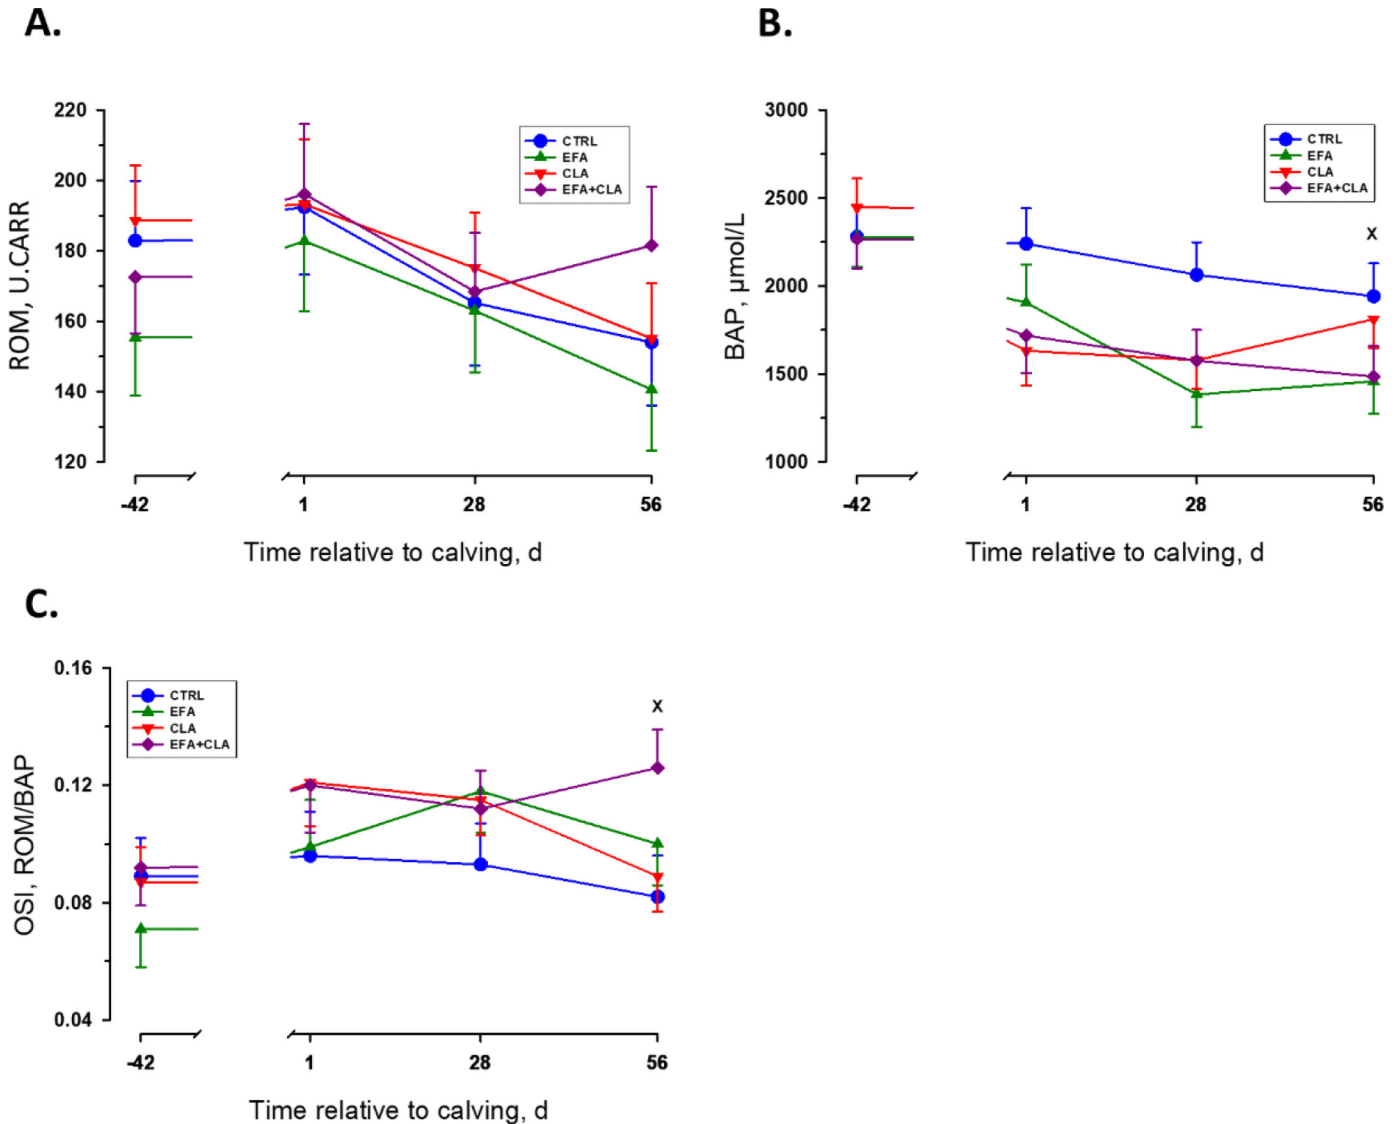 A.
220
200
180
160
140
120
ROM, U.CARR
CTRL
EFA
CLA
EFA+CLA
-42
1
28
56
Time relative to calving, d
B.
3000
2500
2000
1500
1000
BAP, µmol/L
CTRL
EFA
CLA
EFA+CLA
X
-42
1
28
56
Time relative to calving, d
C.
0.16
0.12
0.08
0.04
OSI, ROM/BAP
CTRL
EFA
CLA
EFA+CLA
X
-42
1
28
56
Time relative to calving, d